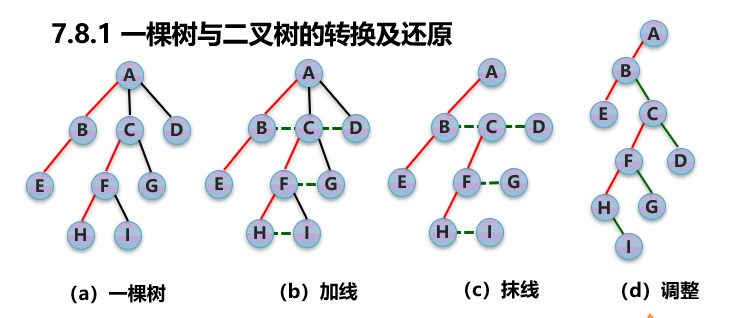 7.8.1 一棵树与二叉树的转换及还原
A
B C D
E F G
H I
(a) 一棵树
A
B C D
E F G
H I
(b) 加线
A
B C D
E F G
H I
(c) 抹线
A
B
E C
F D
H G
I
(d) 调整